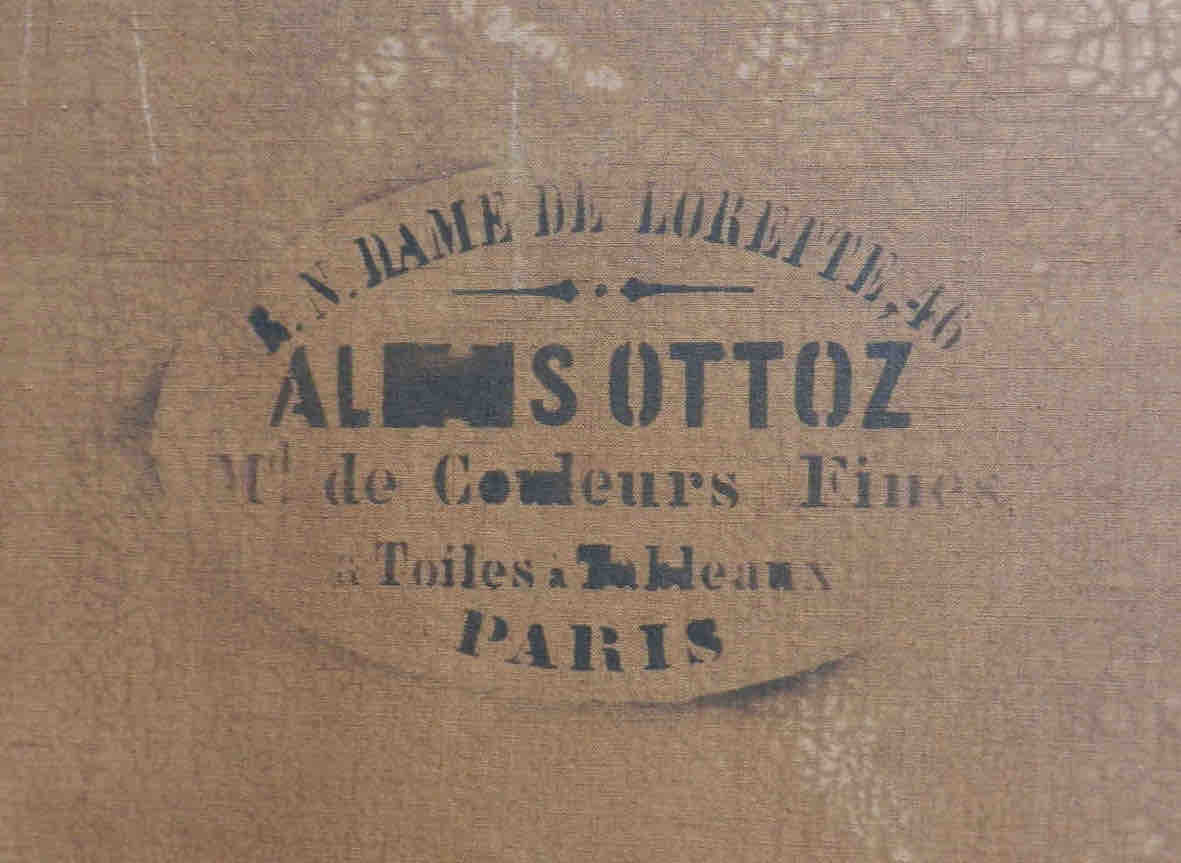 R. N. DAME DE LORETTE, 46
OTTOZ
Md de Couleurs Fines
à Toiles à Tableaux
PARIS